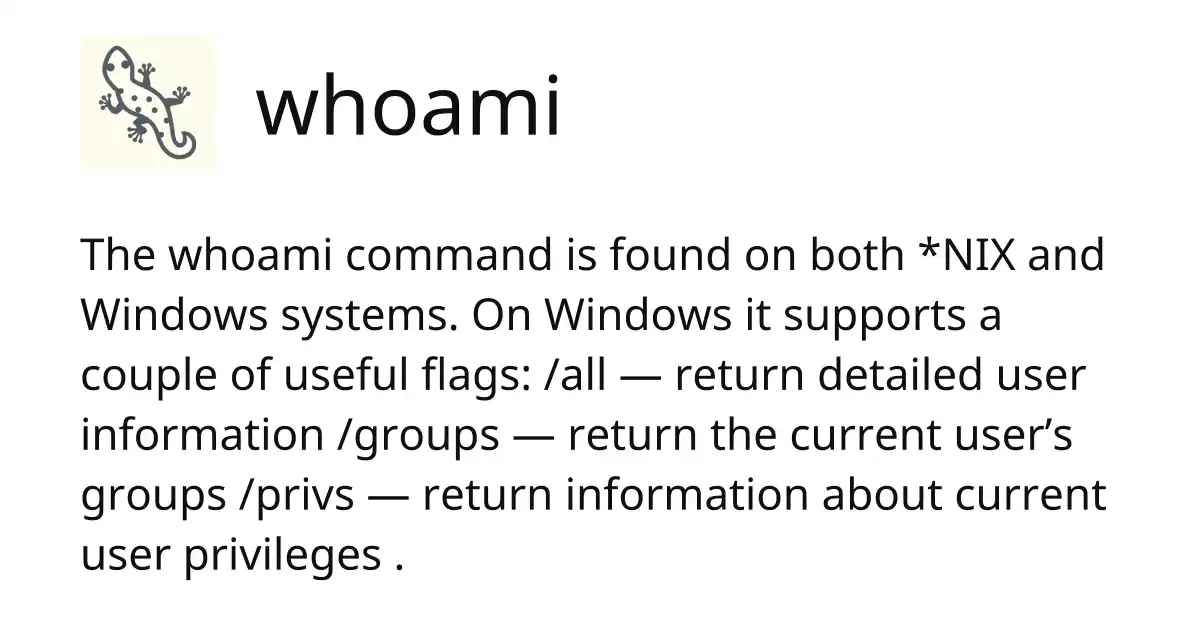 whoami
The whoami command is found on both *NIX and
Windows systems. On Windows it supports a
couple of useful flags: /all — return detailed user
information /groups — return the current user’s
groups /privs — return information about current
user privileges .